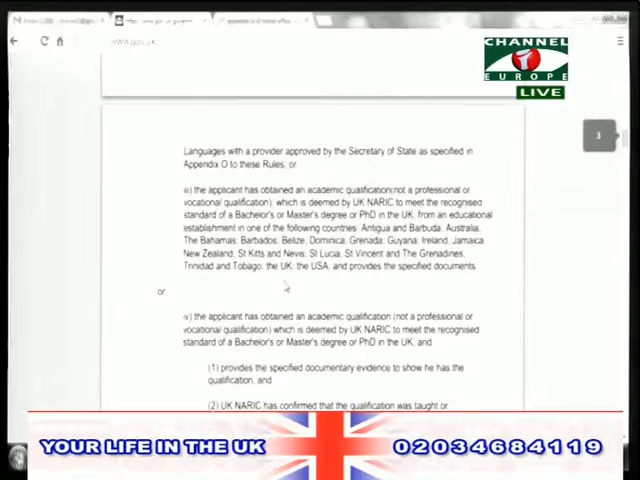 www.gov.uk
CHANNEL
i
EUROPE
LIVE
3
Languages with a provider approved by the Secretary of State as specified in
Appendix O to these Rules; or
iii) the applicant has obtained an academic qualification(not a professional or
vocational qualification), which is deemed by UK NARIC to meet the recognised
standard of a Bachelor's or Master's degree or PhD in the UK, from an educational
establishment in one of the following countries: Antigua and Barbuda; Australia;
The Bahamas; Barbados; Belize; Dominica; Grenada; Guyana; Ireland; Jamaica
New Zealand; St Kitts and Nevis; St Lucia; St Vincent and The Grenadines;
Trinidad and Tobago; the UK; the USA; and provides the specified documents
or
iv) the applicant has obtained an academic qualification (not a professional or
vocational qualification) which is deemed by UK NARIC to meet the recognised
standard of a Bachelor's or Master's degree or PhD in the UK, and
(1) provides the specified documentary evidence to show he has the
qualification, and
(2) UK NARIC has confirmed that the qualification was taught or
YOUR LIFE IN THE UK
02034684119